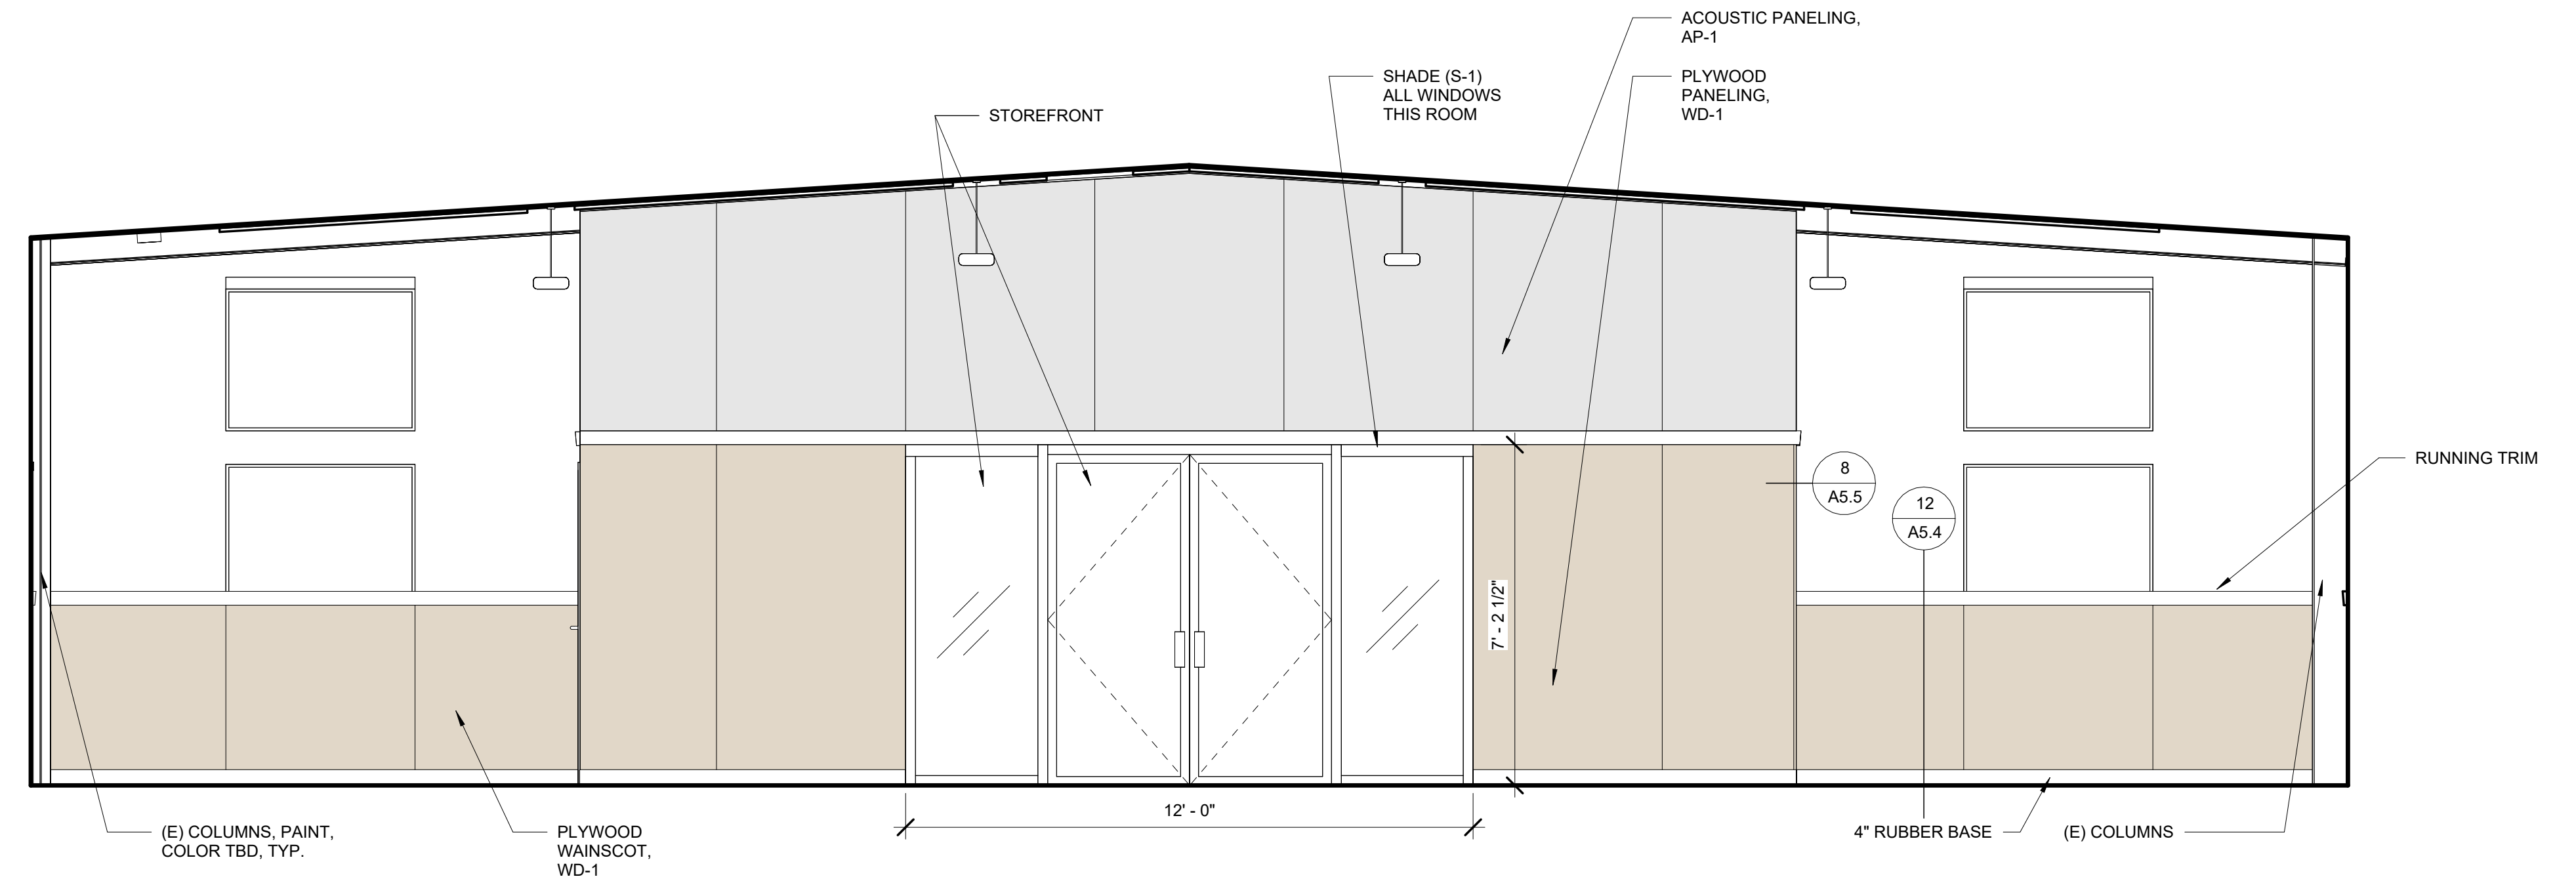 ACOUSTIC PANELING,
AP-1
SHADE (S-1)
ALL WINDOWS
THIS ROOM
PLYWOOD
PANELING,
WD-1
STOREFRONT
RUNNING TRIM
8
A5.5
12
A5.4
7' - 2 1/2"
12' - 0"
(E) COLUMNS, PAINT,
COLOR TBD, TYP.
PLYWOOD
WAINSCOT,
WD-1
4" RUBBER BASE
(E) COLUMNS